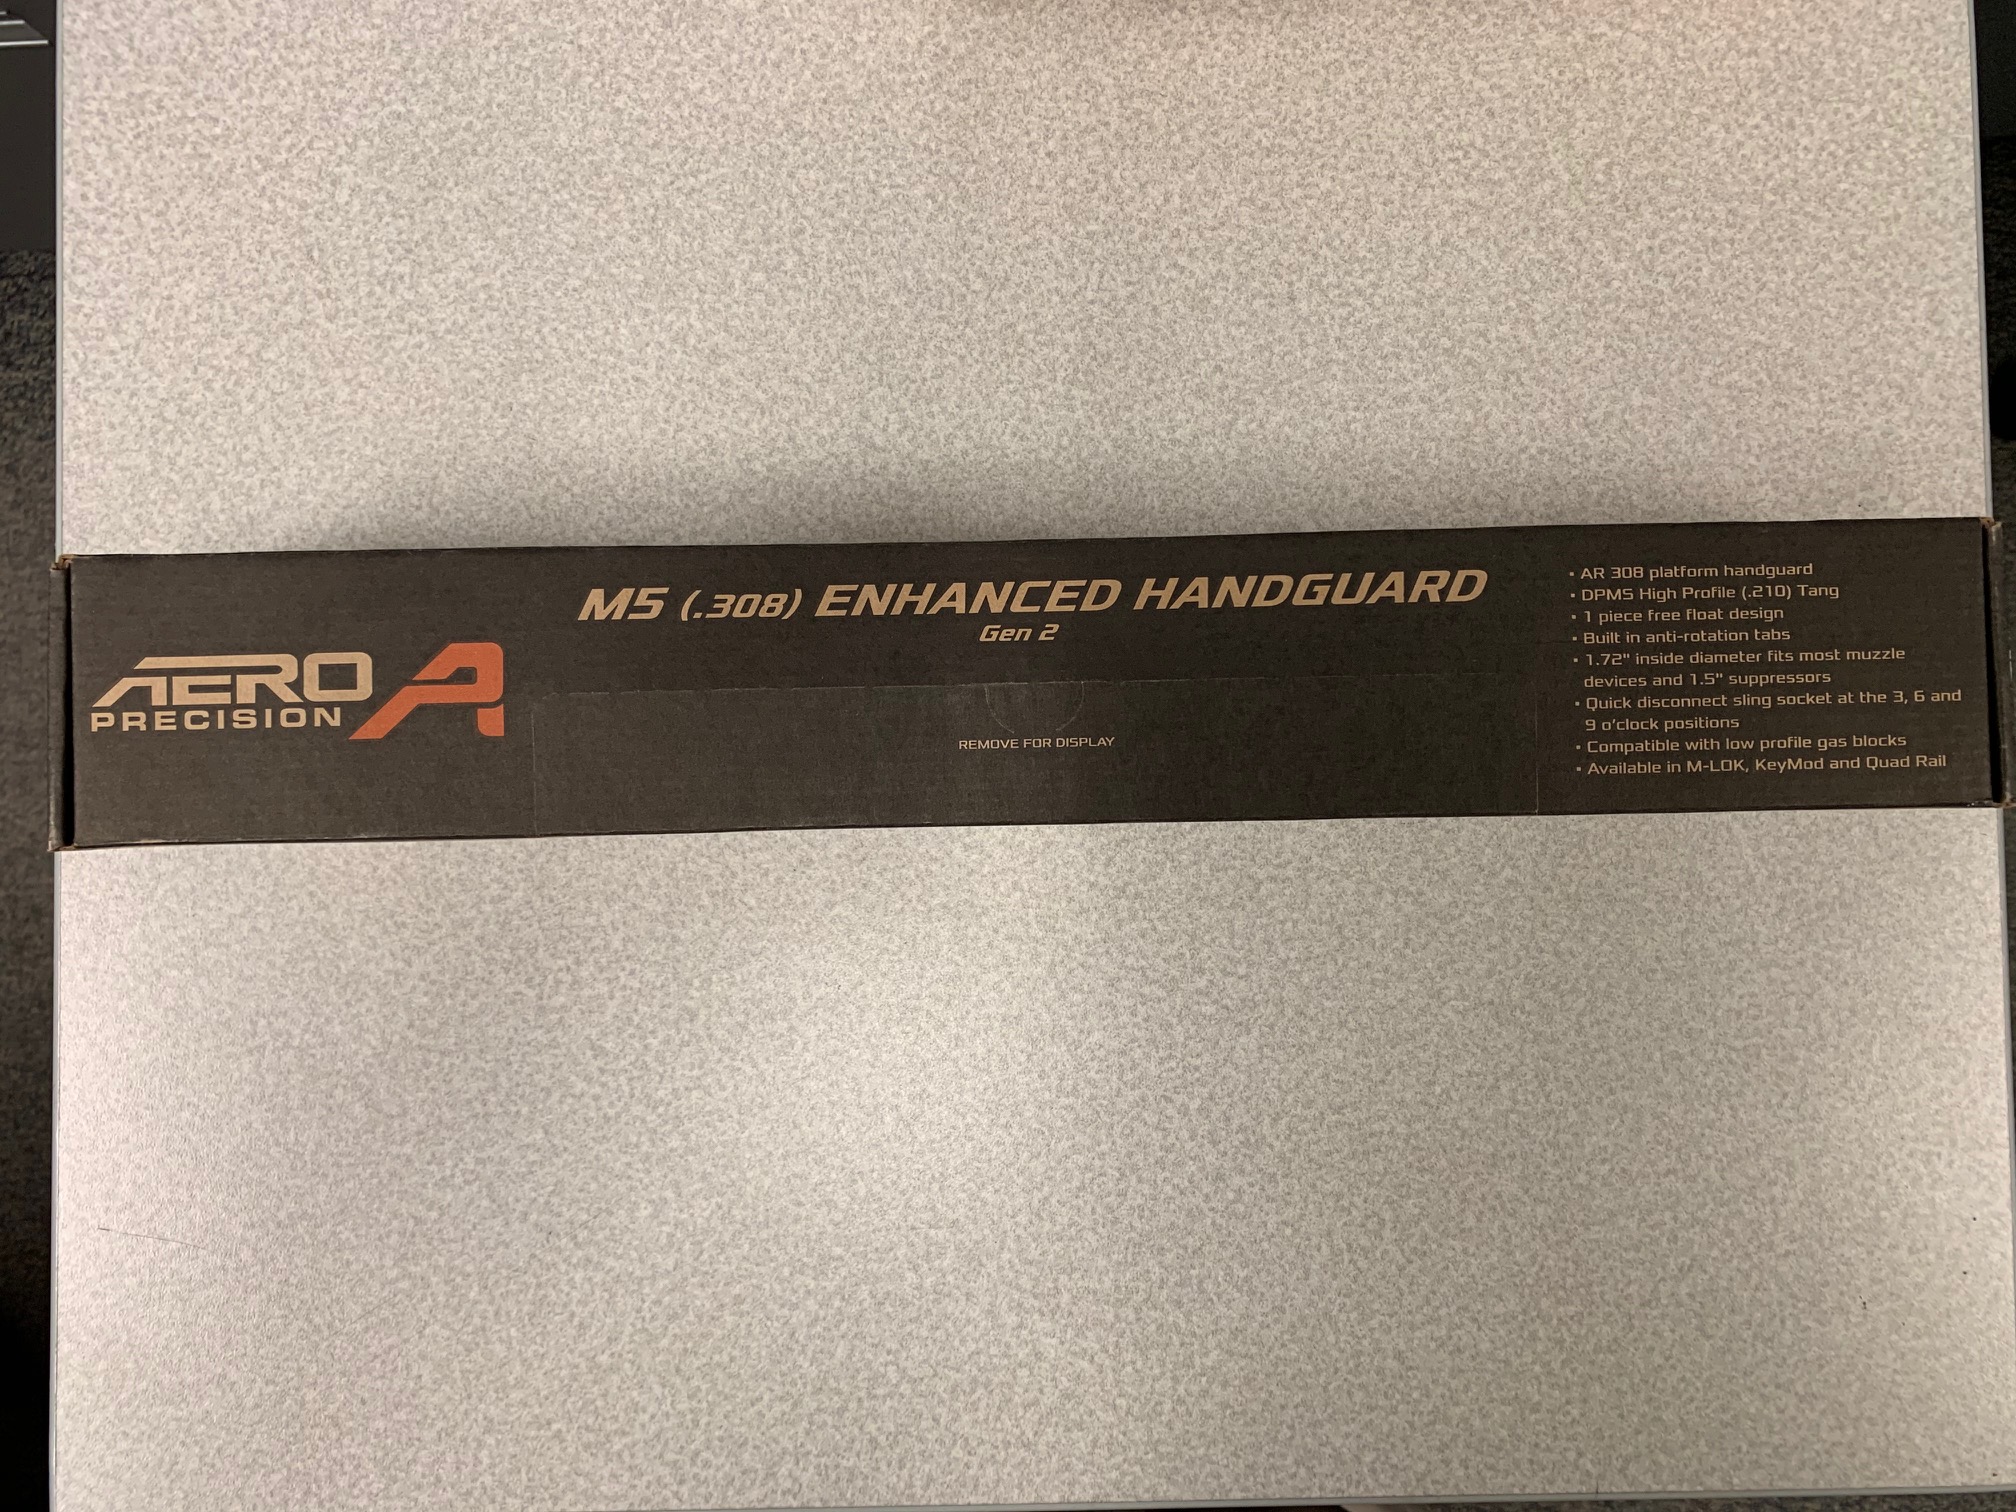 AERO
PRECISION
M5 (.308) ENHANCED HANDGUARD
Gen 2
REMOVE FOR DISPLAY
• AR 308 platform handguard
• DPMS High Profile (.210) Tang
• 1 piece free float design
• Built in anti-rotation tabs
• 1.72" inside diameter fits most muzzle
devices and 1.5" suppressors
• Quick disconnect sling socket at the 3, 6 and
9 o'clock positions
• Compatible with low profile gas blocks
• Available in M-LOK, KeyMod and Quad Rail